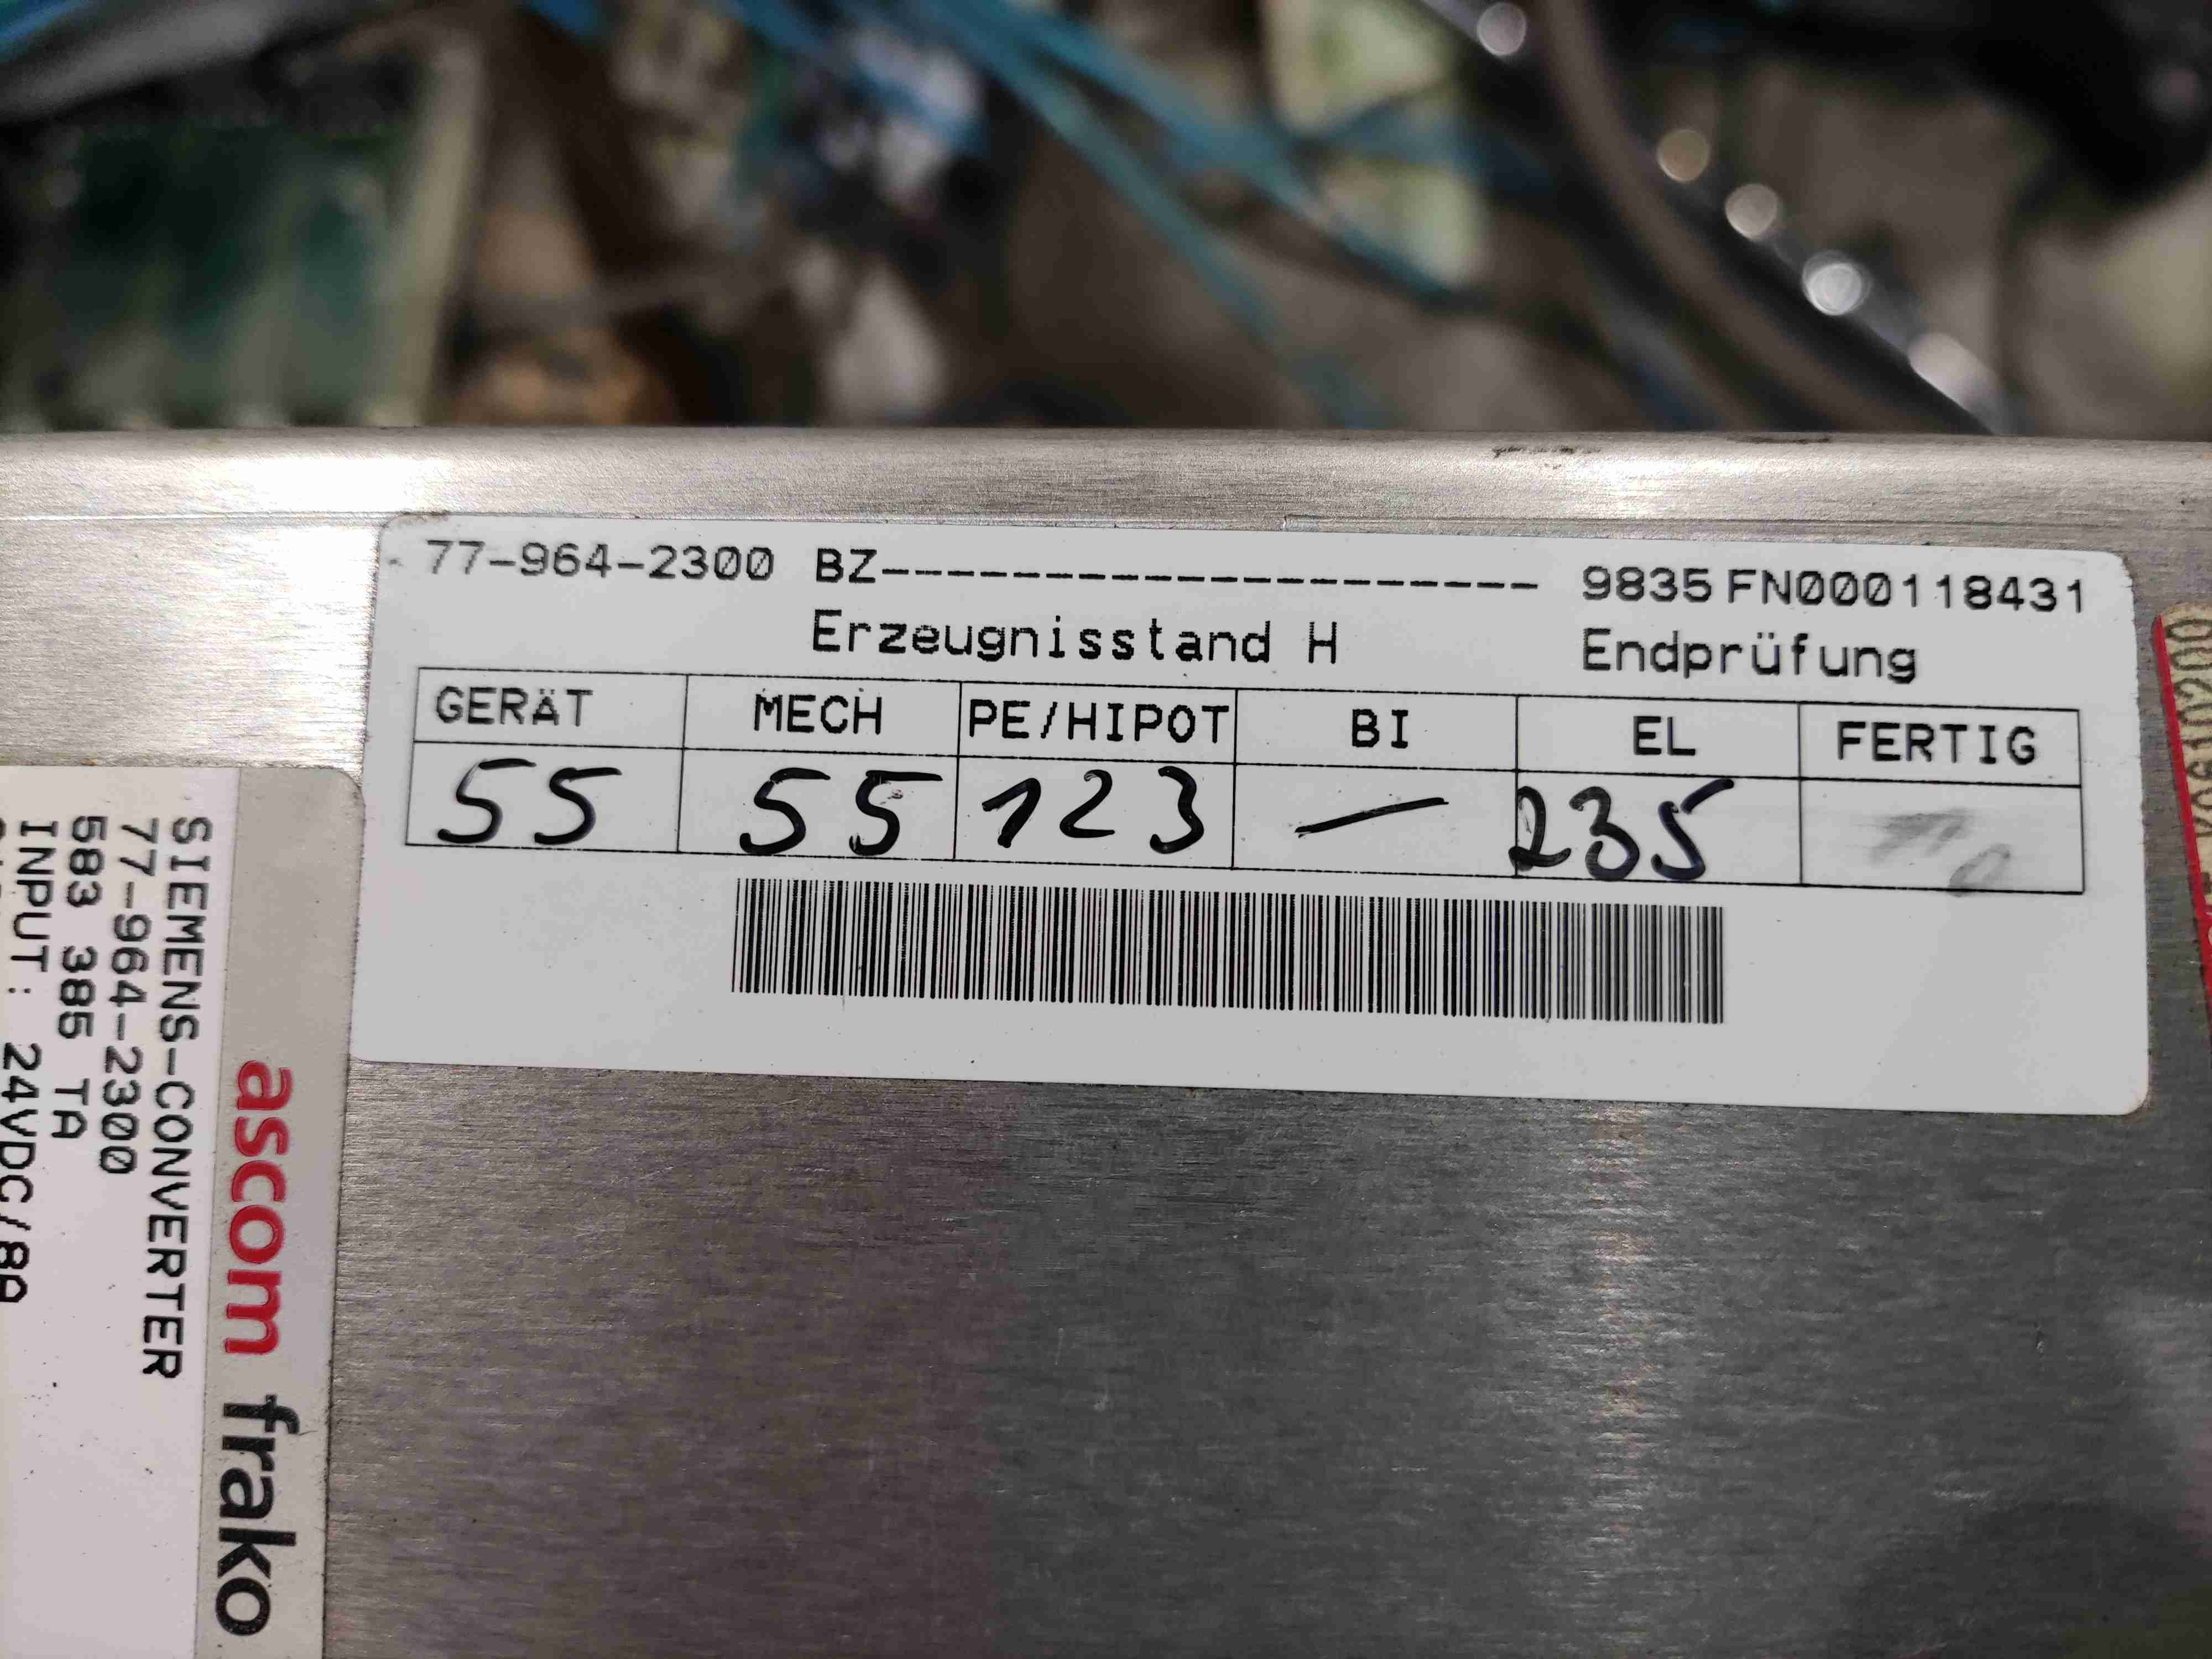 77-964-2300 BZ--------------------- 9835 FN000118431
Erzeugnisstand H Endprüfung
GERÄT MECH PE/HIPOT BI EL FERTIG
55 55 123 — 235
ascom frako
SIEMENS-CONVERTER
77-964-2300
583 385 TA
INPUT: 24VDC/8A